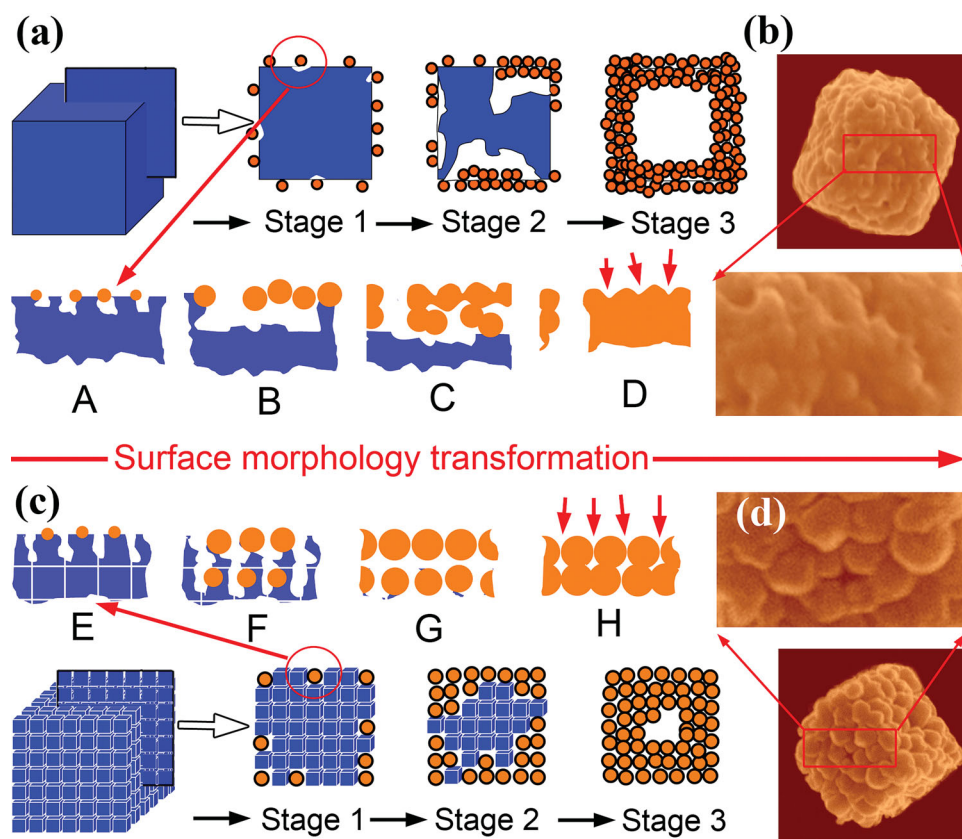 (a)
(b)
Stage 1
Stage 2
Stage 3
A
B
C
D
Surface morphology transformation
(c)
(d)
E
F
G
H
Stage 1
Stage 2
Stage 3